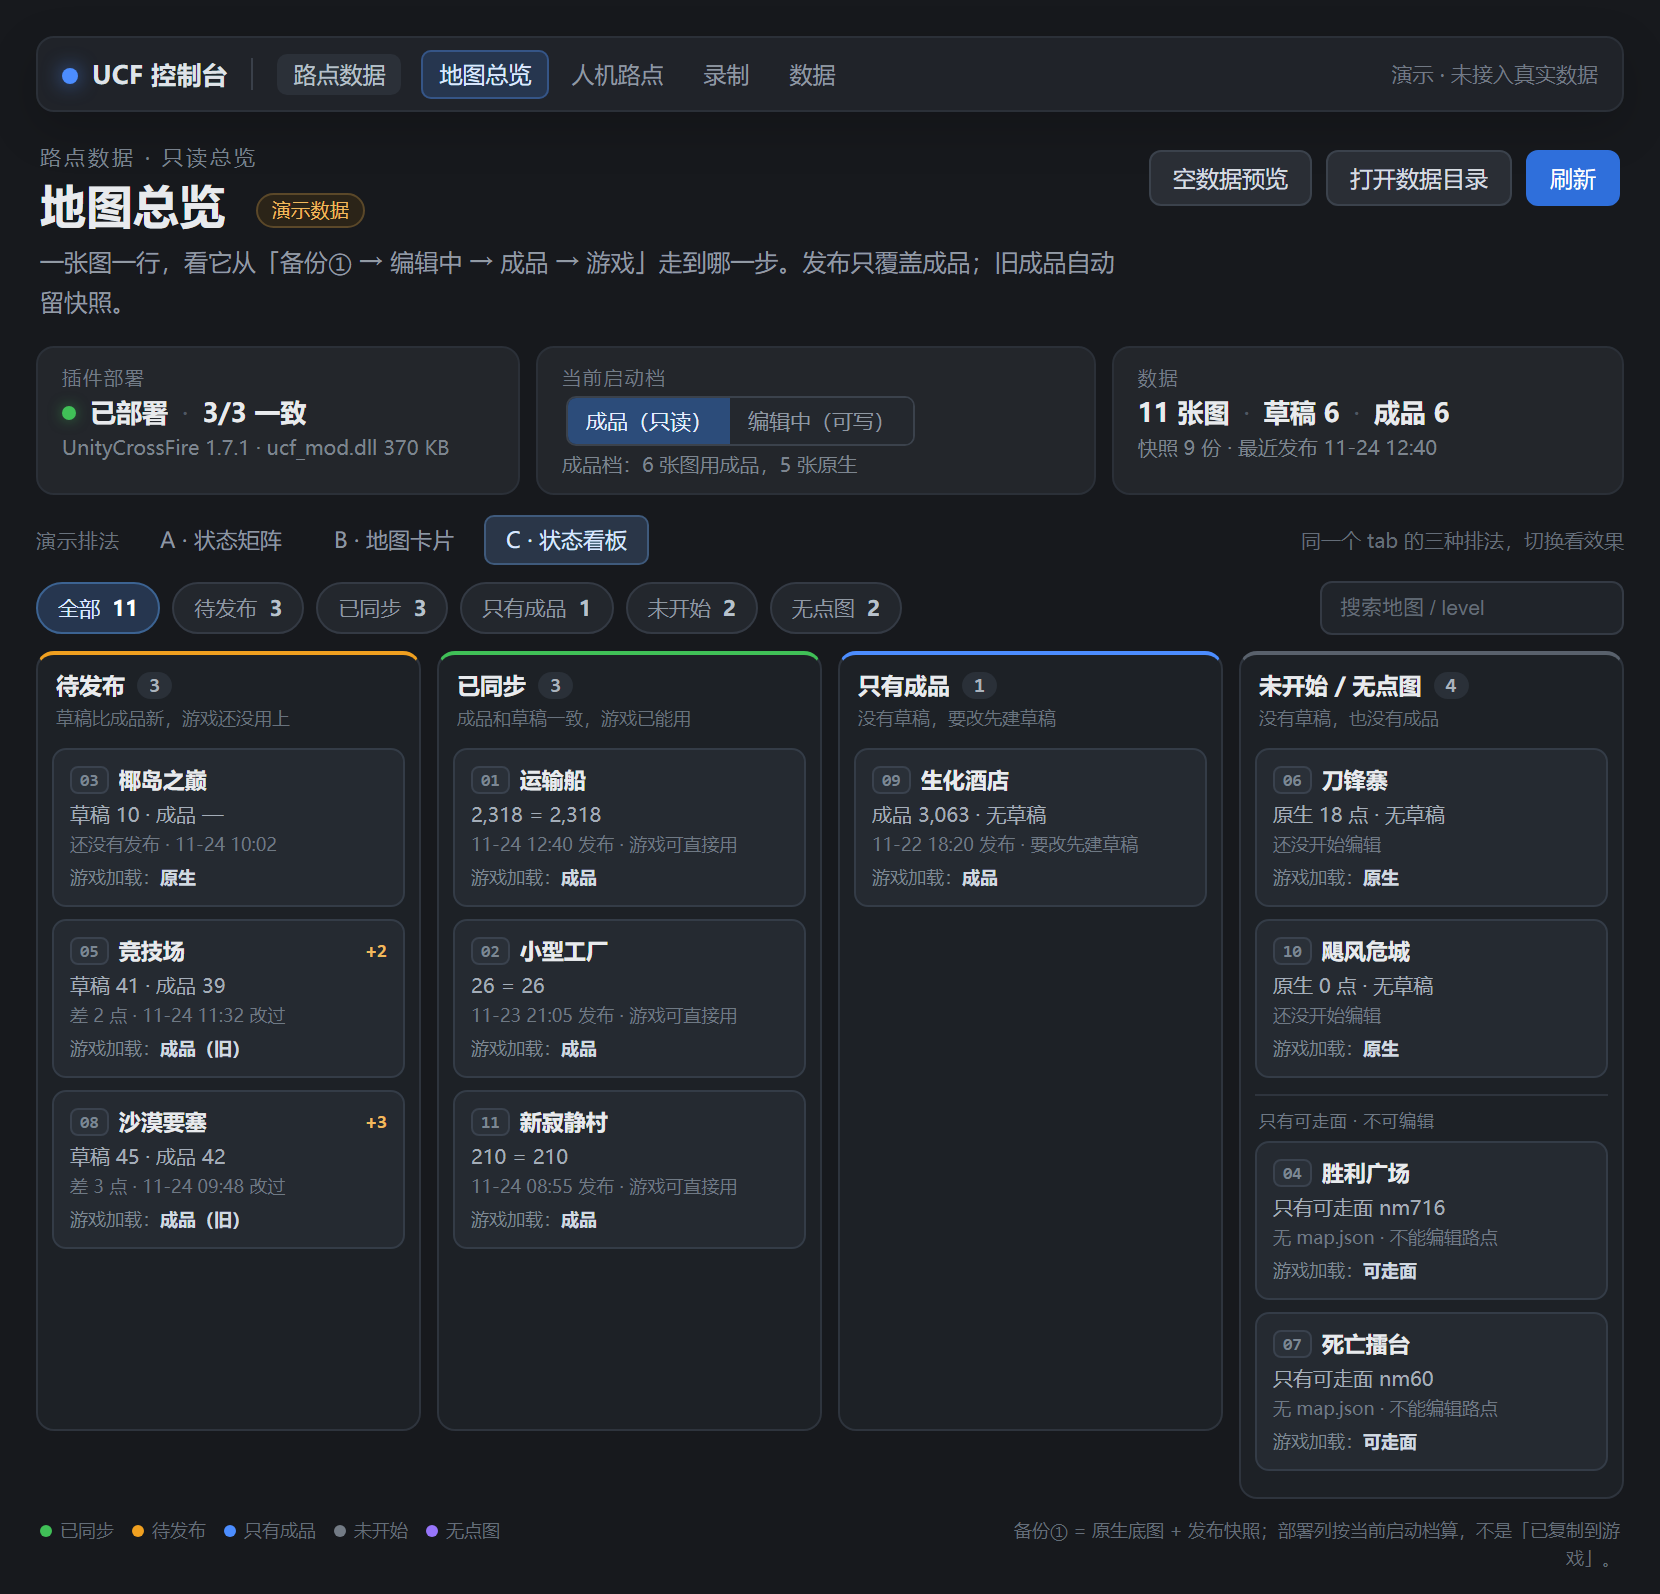 UCF 控制台
路点数据
地图总览
人机路点
录制
数据
演示 · 未接入真实数据
路点数据 · 只读总览
地图总览
演示数据
空数据预览
打开数据目录
刷新
一张图一行，看它从「备份① → 编辑中 → 成品 → 游戏」走到哪一步。发布只覆盖成品；旧成品自动
留快照。
插件部署
已部署 · 3/3 一致
UnityCrossFire 1.7.1 · ucf_mod.dll 370 KB
当前启动档
成品（只读）
编辑中（可写）
成品档：6 张图用成品，5 张原生
数据
11 张图 · 草稿 6 · 成品 6
快照 9 份 · 最近发布 11-24 12:40
演示排法
A · 状态矩阵
B · 地图卡片
C · 状态看板
同一个 tab 的三种排法，切换看效果
全部 11
待发布 3
已同步 3
只有成品 1
未开始 2
无点图 2
搜索地图 / level
待发布 3
草稿比成品新，游戏还没用上
03 椰岛之巅
草稿 10 · 成品 —
还没有发布 · 11-24 10:02
游戏加载：原生
05 竞技场 +2
草稿 41 · 成品 39
差 2 点 · 11-24 11:32 改过
游戏加载：成品（旧）
08 沙漠要塞 +3
草稿 45 · 成品 42
差 3 点 · 11-24 09:48 改过
游戏加载：成品（旧）
已同步 3
成品和草稿一致，游戏已能用
01 运输船
2,318 = 2,318
11-24 12:40 发布 · 游戏可直接用
游戏加载：成品
02 小型工厂
26 = 26
11-23 21:05 发布 · 游戏可直接用
游戏加载：成品
11 新寂静村
210 = 210
11-24 08:55 发布 · 游戏可直接用
游戏加载：成品
只有成品 1
没有草稿，要改先建草稿
09 生化酒店
成品 3,063 · 无草稿
11-22 18:20 发布 · 要改先建草稿
游戏加载：成品
未开始 / 无点图 4
没有草稿，也没有成品
06 刀锋寨
原生 18 点 · 无草稿
还没开始编辑
游戏加载：原生
10 飓风危城
原生 0 点 · 无草稿
还没开始编辑
游戏加载：原生
只有可走面 · 不可编辑
04 胜利广场
只有可走面 nm716
无 map.json · 不能编辑路点
游戏加载：可走面
07 死亡擂台
只有可走面 nm60
无 map.json · 不能编辑路点
游戏加载：可走面
已同步
待发布
只有成品
未开始
无点图
备份① = 原生底图 + 发布快照；部署列按当前启动档算，不是「已复制到游
戏」。